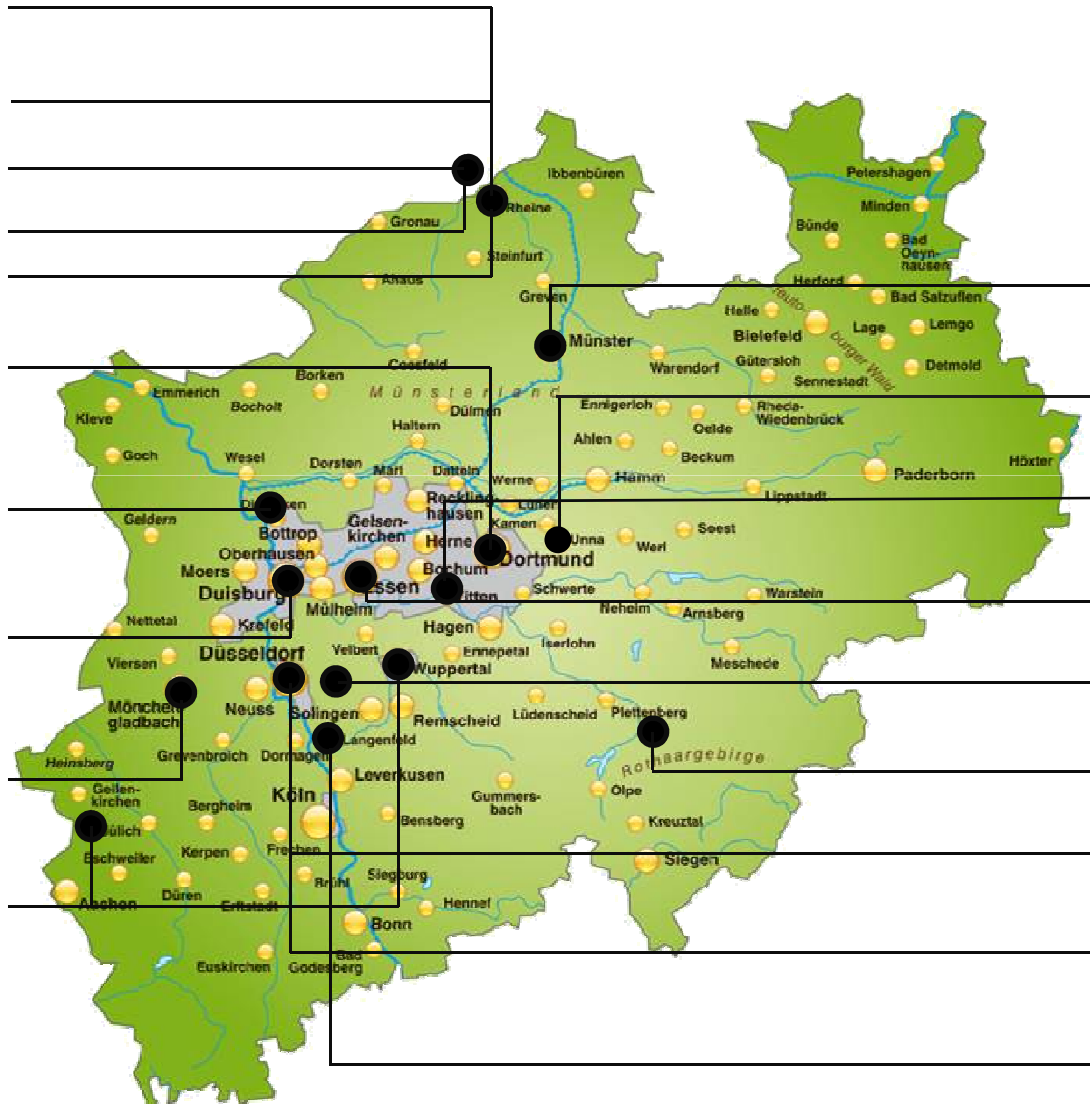 Petershagen
Ibbenbüren
Minden
Rheine
Gronau
Bünde
Bad
Oeyn-
hausen
Steinfurt
Ahaus
Herford
Greven
Bad Salzuflen
Teuto-
burger Wald
Halle
Lage
Lemgo
Bielefeld
Münster
Coesfeld
Warendorf
Gütersloh
Detmold
Sennestadt
Borken
Emmerich
Münsterland
Bocholt
Kleve
Dülmen
Ennigerloh
Rheda-
Wiedenbrück
Oelde
Haltern
Ahlen
Beckum
Goch
Wesel
Dorsten
Marl
Datteln
Werne
Hamm
Paderborn
Höxter
Lippstadt
Reckling-
hausen
Lünen
Geldern
Gelsen-
kirchen
Kamen
Soest
Bottrop
Herne
Unna
Werl
Oberhausen
Dortmund
Moers
Bochum
Essen
Duisburg
Schwerte
Warstein
Mülheim
Neheim
Arnsberg
Nettetal
Krefeld
Hagen
Iserlohn
Velbert
Ennepetal
Viersen
Düsseldorf
Wuppertal
Meschede
Mönchen-
gladbach
Neuss
Solingen
Remscheid
Lüdenscheid
Plettenberg
Langenfeld
Heinsberg
Grevenbroich
Dormagen
Rothaargebirge
Leverkusen
Geilen-
kirchen
Köln
Gummers-
bach
Olpe
Bergheim
Bensberg
Kreuztal
Jülich
Eschweiler
Kerpen
Frechen
Siegen
Brühl
Siegburg
Düren
Aachen
Erftstadt
Hennef
Bonn
Euskirchen
Bad
Godesberg